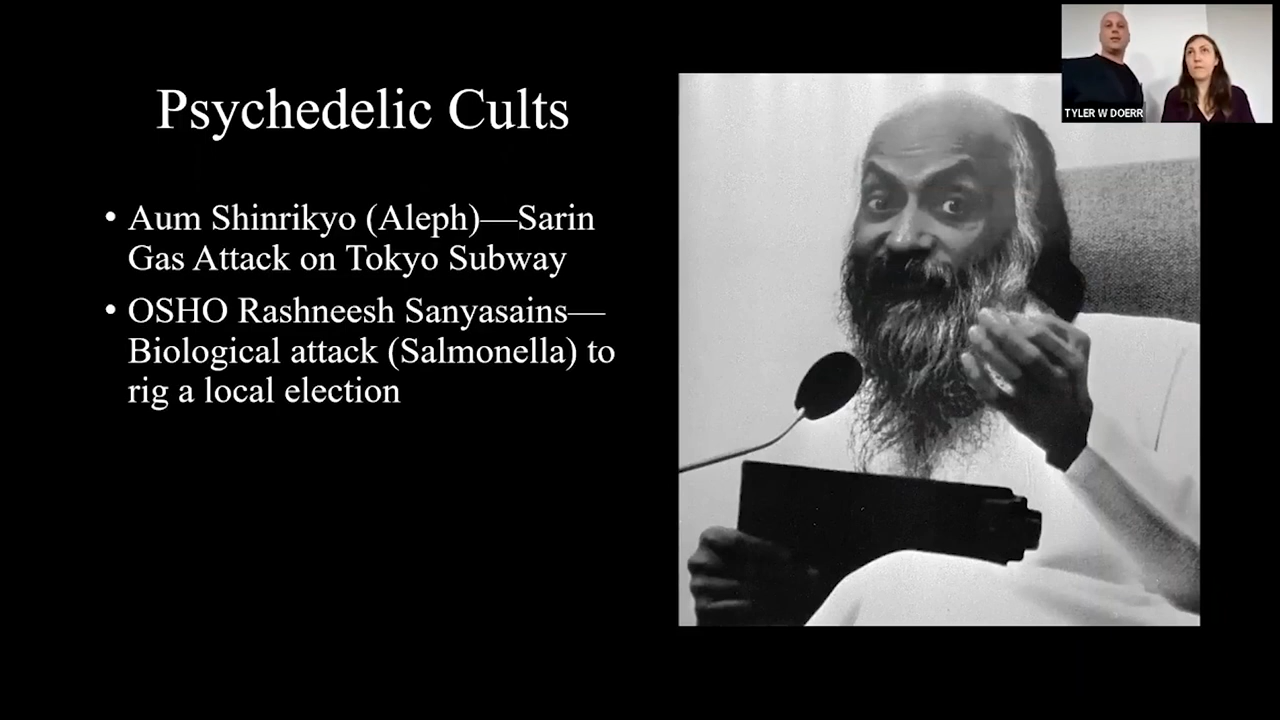 Psychedelic Cults
• Aum Shinrikyo (Aleph)—Sarin
Gas Attack on Tokyo Subway
• OSHO Rashneesh Sanyasains—
Biological attack (Salmonella) to
rig a local election
TYLER W DOERR